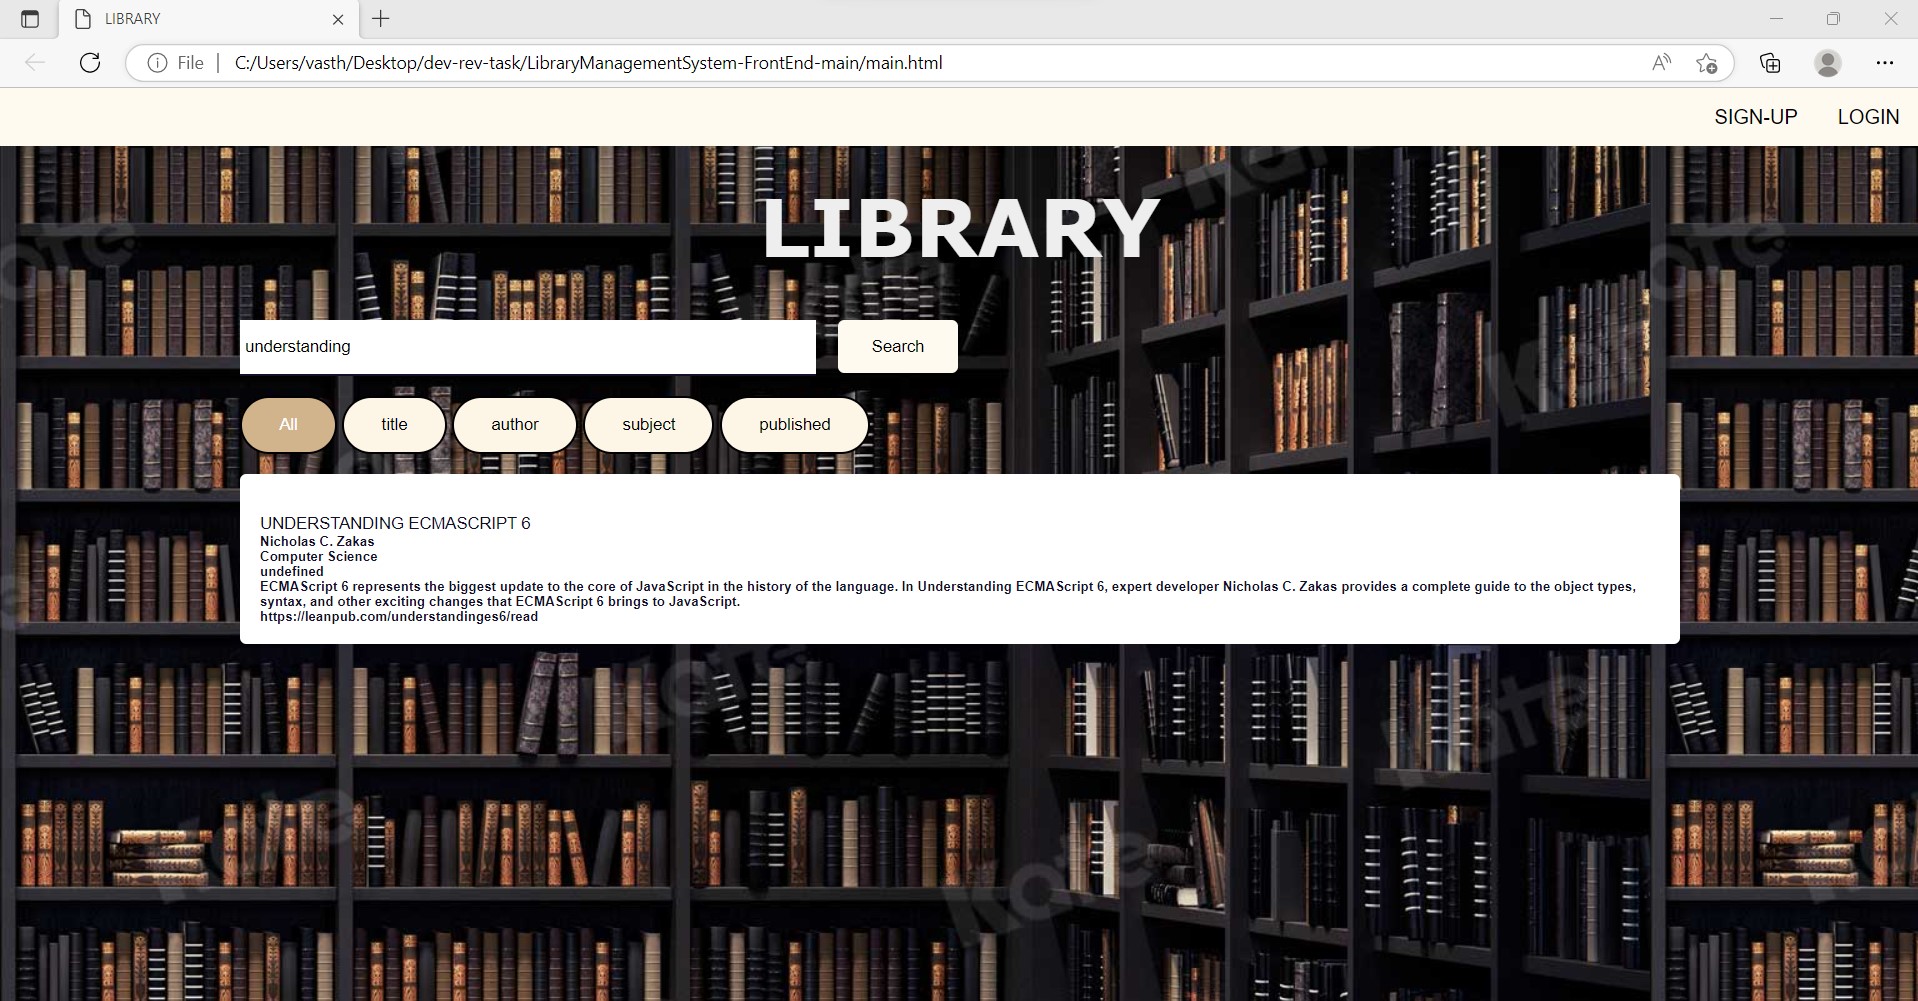 LIBRARY
File
C:/Users/vasth/Desktop/dev-rev-task/LibraryManagementSystem-FrontEnd-main/main.html
SIGN-UP LOGIN
LIBRARY
understanding Search
All title author subject published
UNDERSTANDING ECMASCRIPT 6
Nicholas C. Zakas
Computer Science
undefined
ECMAScript 6 represents the biggest update to the core of JavaScript in the history of the language. In Understanding ECMAScript 6, expert developer Nicholas C. Zakas provides a complete guide to the object types,
syntax, and other exciting changes that ECMAScript 6 brings to JavaScript.
https://leanpub.com/understandinges6/read
Kate
Kate
Kate